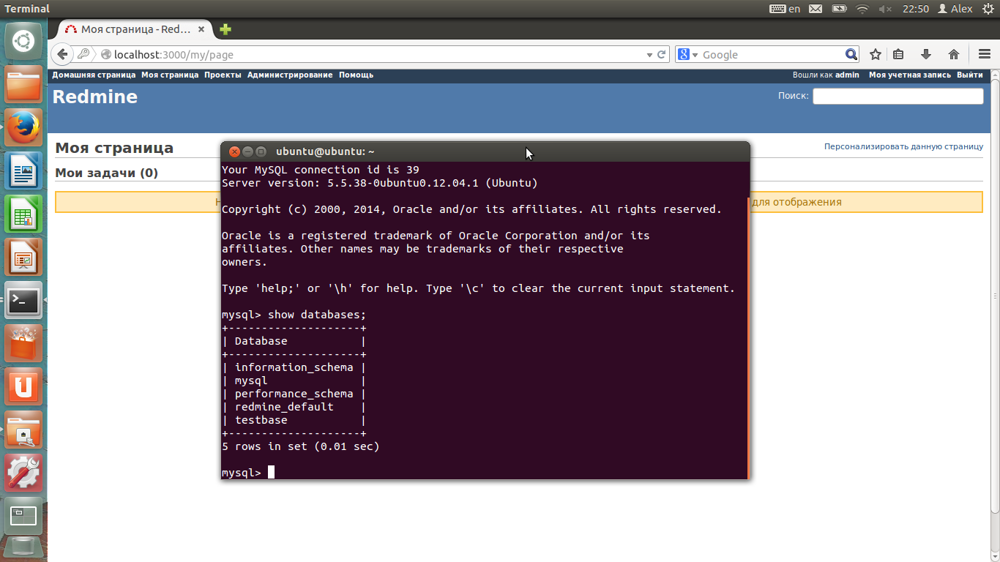 Terminal
en
22:50
Alex
Моя страница - Red...
localhost:3000/my/page
Google
Домашняя страница Моя страница Проекты Администрирование Помощь
Вошли как admin Моя учетная запись Выйти
Redmine
Поиск:
Моя страница
Персонализировать данную страницу
Мои задачи (0)
для отображения
ubuntu@ubuntu: ~
Your MySQL connection id is 39
Server version: 5.5.38-0ubuntu0.12.04.1 (Ubuntu)
Copyright (c) 2000, 2014, Oracle and/or its affiliates. All rights reserved.
Oracle is a registered trademark of Oracle Corporation and/or its
affiliates. Other names may be trademarks of their respective
owners.
Type 'help;' or '\h' for help. Type '\c' to clear the current input statement.
mysql> show databases;
+--------------------+
| Database           |
+--------------------+
| information_schema |
| mysql              |
| performance_schema |
| redmine_default    |
| testbase           |
+--------------------+
5 rows in set (0.01 sec)
mysql>